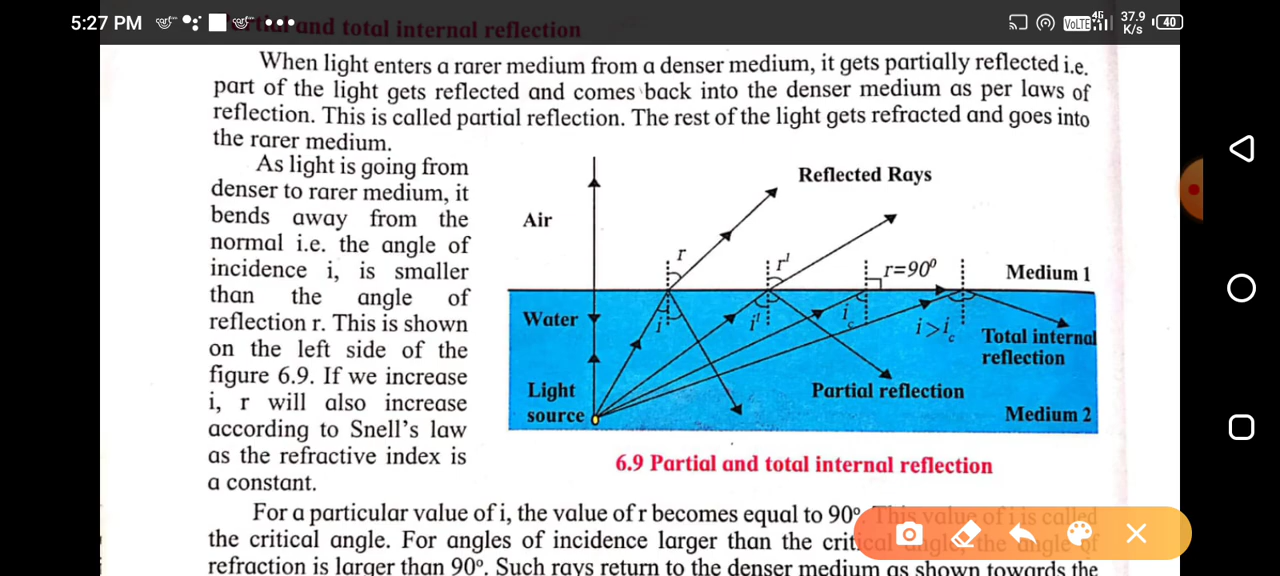 5:27 PM
VoLTE 4G 37.9 K/s 40
and total internal reflection
When light enters a rarer medium from a denser medium, it gets partially reflected i.e.
part of the light gets reflected and comes back into the denser medium as per laws of
reflection. This is called partial reflection. The rest of the light gets refracted and goes into
the rarer medium.
As light is going from
denser to rarer medium, it
bends away from the
normal i.e. the angle of
incidence i, is smaller
than the angle of
reflection r. This is shown
on the left side of the
figure 6.9. If we increase
i, r will also increase
according to Snell's law
as the refractive index is
a constant.
Reflected Rays
Air
r
r¹
r=90⁰
Medium 1
Water
i
i¹
i꜀
i>i꜀
Total internal
reflection
Light
source
Partial reflection
Medium 2
6.9 Partial and total internal reflection
For a particular value of i, the value of r becomes equal to 90⁰. This value of i is called
the critical angle. For angles of incidence larger than the critical angle, the angle of
refraction is larger than 90⁰. Such rays return to the denser medium as shown towards the